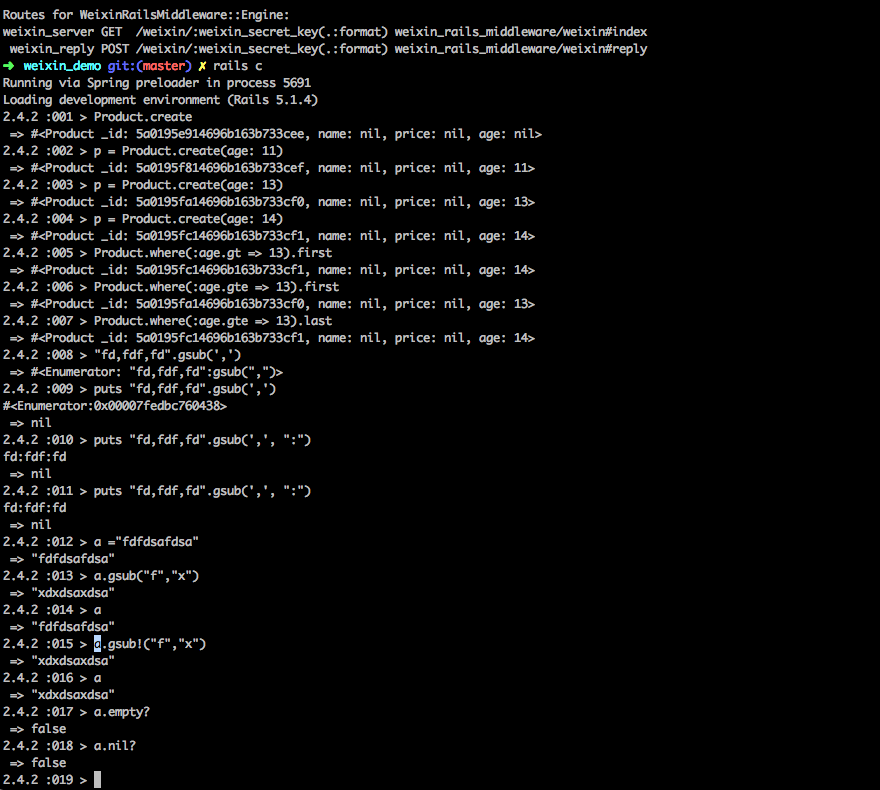 Routes for WeixinRailsMiddleware::Engine:
weixin_server GET  /weixin/:weixin_secret_key(.:format) weixin_rails_middleware/weixin#index
 weixin_reply POST /weixin/:weixin_secret_key(.:format) weixin_rails_middleware/weixin#reply
➜  weixin_demo git:(master) ✗ rails c
Running via Spring preloader in process 5691
Loading development environment (Rails 5.1.4)
2.4.2 :001 > Product.create
 => #<Product _id: 5a0195e914696b163b733cee, name: nil, price: nil, age: nil>
2.4.2 :002 > p = Product.create(age: 11)
 => #<Product _id: 5a0195f814696b163b733cef, name: nil, price: nil, age: 11>
2.4.2 :003 > p = Product.create(age: 13)
 => #<Product _id: 5a0195fa14696b163b733cf0, name: nil, price: nil, age: 13>
2.4.2 :004 > p = Product.create(age: 14)
 => #<Product _id: 5a0195fc14696b163b733cf1, name: nil, price: nil, age: 14>
2.4.2 :005 > Product.where(:age.gt => 13).first
 => #<Product _id: 5a0195fc14696b163b733cf1, name: nil, price: nil, age: 14>
2.4.2 :006 > Product.where(:age.gte => 13).first
 => #<Product _id: 5a0195fa14696b163b733cf0, name: nil, price: nil, age: 13>
2.4.2 :007 > Product.where(:age.gte => 13).last
 => #<Product _id: 5a0195fc14696b163b733cf1, name: nil, price: nil, age: 14>
2.4.2 :008 > "fd,fdf,fd".gsub(',')
 => #<Enumerator: "fd,fdf,fd":gsub(",")>
2.4.2 :009 > puts "fd,fdf,fd".gsub(',')
#<Enumerator:0x00007fedbc760438>
 => nil
2.4.2 :010 > puts "fd,fdf,fd".gsub(',', ":")
fd:fdf:fd
 => nil
2.4.2 :011 > puts "fd,fdf,fd".gsub(',', ":")
fd:fdf:fd
 => nil
2.4.2 :012 > a ="fdfdsafdsa"
 => "fdfdsafdsa"
2.4.2 :013 > a.gsub("f","x")
 => "xdxdsaxdsa"
2.4.2 :014 > a
 => "fdfdsafdsa"
2.4.2 :015 > a.gsub!("f","x")
 => "xdxdsaxdsa"
2.4.2 :016 > a
 => "xdxdsaxdsa"
2.4.2 :017 > a.empty?
 => false
2.4.2 :018 > a.nil?
 => false
2.4.2 :019 >